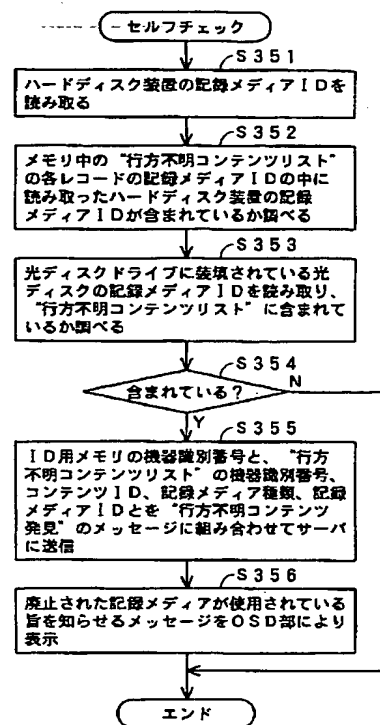 セルフチェック
S351
ハードディスク装置の記録メディアIDを
読み取る
S352
メモリ中の“行方不明コンテンツリスト”
の各レコードの記録メディアIDの中に
読み取ったハードディスク装置の記録
メディアIDが含まれているか調べる
S353
光ディスクドライブに装填されている光
ディスクの記録メディアIDを読み取り、
“行方不明コンテンツリスト”に含まれて
いるか調べる
S354
含まれている?
N
Y
S355
ID用メモリの機器識別番号と、“行方
不明コンテンツリスト”の機器識別番号、
コンテンツID、記録メディア種類、記録
メディアIDとを“行方不明コンテンツ
発見”のメッセージに組み合わせてサーバ
に送信
S356
廃止された記録メディアが使用されている
旨を知らせるメッセージをOSD部により
表示
エンド